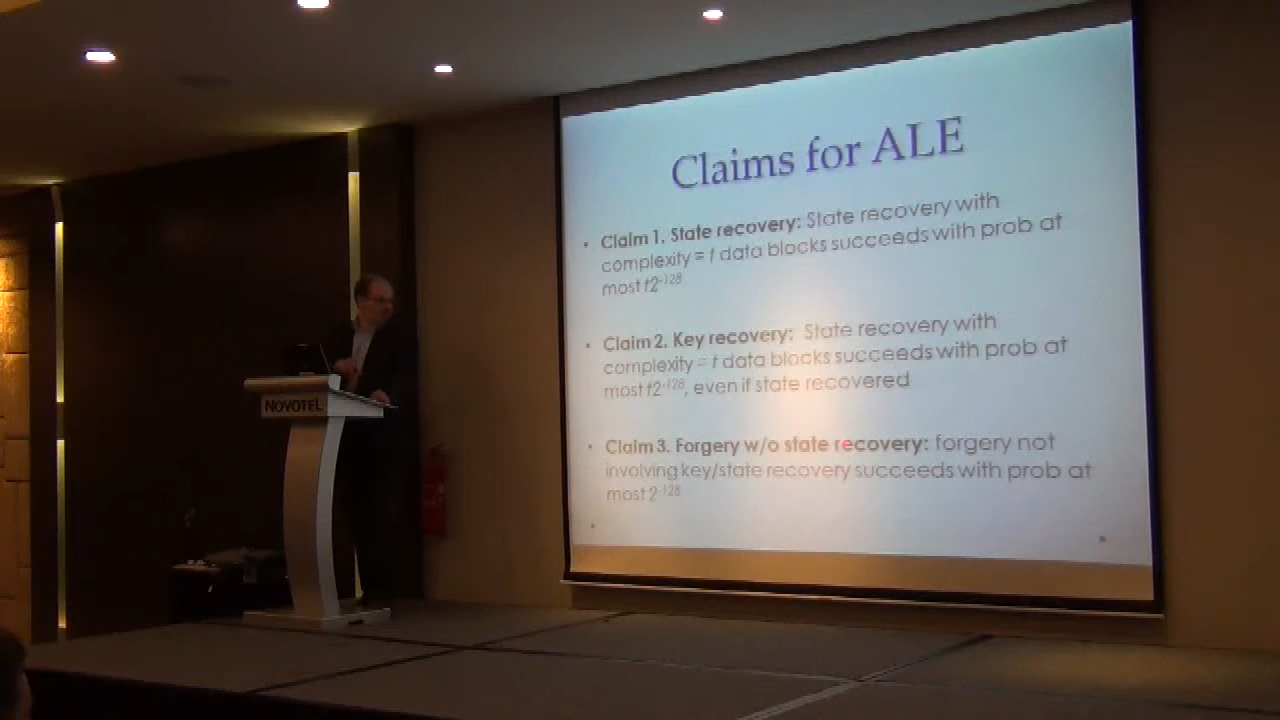 Claims for ALE
Claim 1. State recovery: State recovery with
complexity = t data blocks succeeds with prob at
most t2^-128
Claim 2. Key recovery: State recovery with
complexity = t data blocks succeeds with prob at
most t2^-128, even if state recovered
Claim 3. Forgery w/o state recovery: forgery not
involving key/state recovery succeeds with prob at
most 2^-128
NOVOTEL